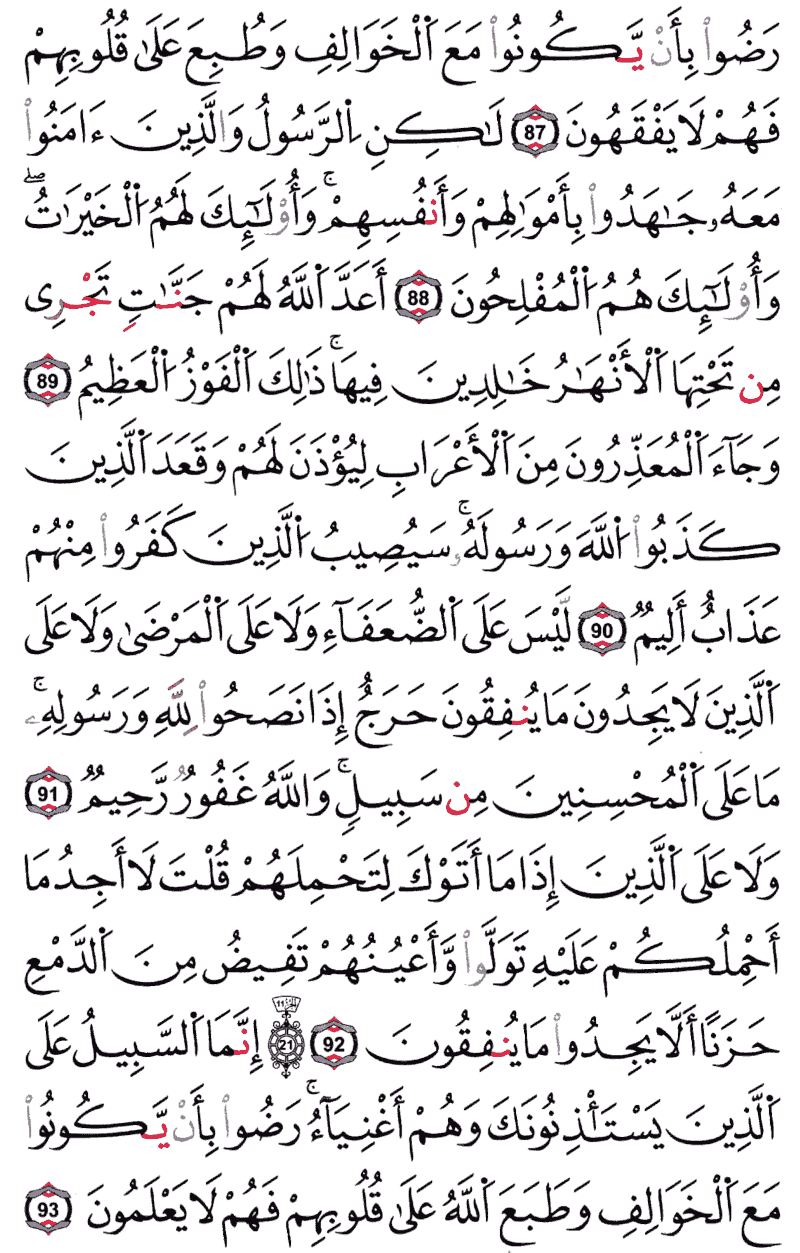 رَضُوا۟ بِأَنْ يَّكُونُوا۟ مَعَ ٱلْخَوَالِفِ وَطُبِعَ عَلَىٰ قُلُوبِهِمْ
فَهُمْ لَا يَفْقَهُونَ 87 لَٰكِنِ ٱلرَّسُولُ وَٱلَّذِينَ ءَامَنُوا۟
مَعَهُۥ جَٰهَدُوا۟ بِأَمْوَٰلِهِمْ وَأَنفُسِهِمْۚ وَأُو۟لَٰٓئِكَ لَهُمُ ٱلْخَيْرَٰتُۖ
وَأُو۟لَٰٓئِكَ هُمُ ٱلْمُفْلِحُونَ 88 أَعَدَّ ٱللَّهُ لَهُمْ جَنَّٰتٍ تَجْرِى
مِن تَحْتِهَا ٱلْأَنْهَٰرُ خَٰلِدِينَ فِيهَاۚ ذَٰلِكَ ٱلْفَوْزُ ٱلْعَظِيمُ 89
وَجَآءَ ٱلْمُعَذِّرُونَ مِنَ ٱلْأَعْرَابِ لِيُؤْذَنَ لَهُمْ وَقَعَدَ ٱلَّذِينَ
كَذَبُوا۟ ٱللَّهَ وَرَسُولَهُۥۚ سَيُصِيبُ ٱلَّذِينَ كَفَرُوا۟ مِنْهُمْ
عَذَابٌ أَلِيمٌ 90 لَّيْسَ عَلَى ٱلضُّعَفَآءِ وَلَا عَلَى ٱلْمَرْضَىٰ وَلَا عَلَى
ٱلَّذِينَ لَا يَجِدُونَ مَا يُنفِقُونَ حَرَجٌ إِذَا نَصَحُوا۟ لِلَّهِ وَرَسُولِهِۦۚ
مَا عَلَى ٱلْمُحْسِنِينَ مِن سَبِيلٍۚ وَٱللَّهُ غَفُورٌ رَّحِيمٌ 91
وَلَا عَلَى ٱلَّذِينَ إِذَا مَا أَتَوْكَ لِتَحْمِلَهُمْ قُلْتَ لَا أَجِدُ مَا
أَحْمِلُكُمْ عَلَيْهِ تَوَلَّوا۟ وَّأَعْيُنُهُمْ تَفِيضُ مِنَ ٱلدَّمْعِ
حَزَنًا أَلَّا يَجِدُوا۟ مَا يُنفِقُونَ 92 21 إِنَّمَا ٱلسَّبِيلُ عَلَى
ٱلَّذِينَ يَسْتَـْٔذِنُونَكَ وَهُمْ أَغْنِيَآءُۚ رَضُوا۟ بِأَنْ يَّكُونُوا۟
مَعَ ٱلْخَوَالِفِ وَطَبَعَ ٱللَّهُ عَلَىٰ قُلُوبِهِمْ فَهُمْ لَا يَعْلَمُونَ 93